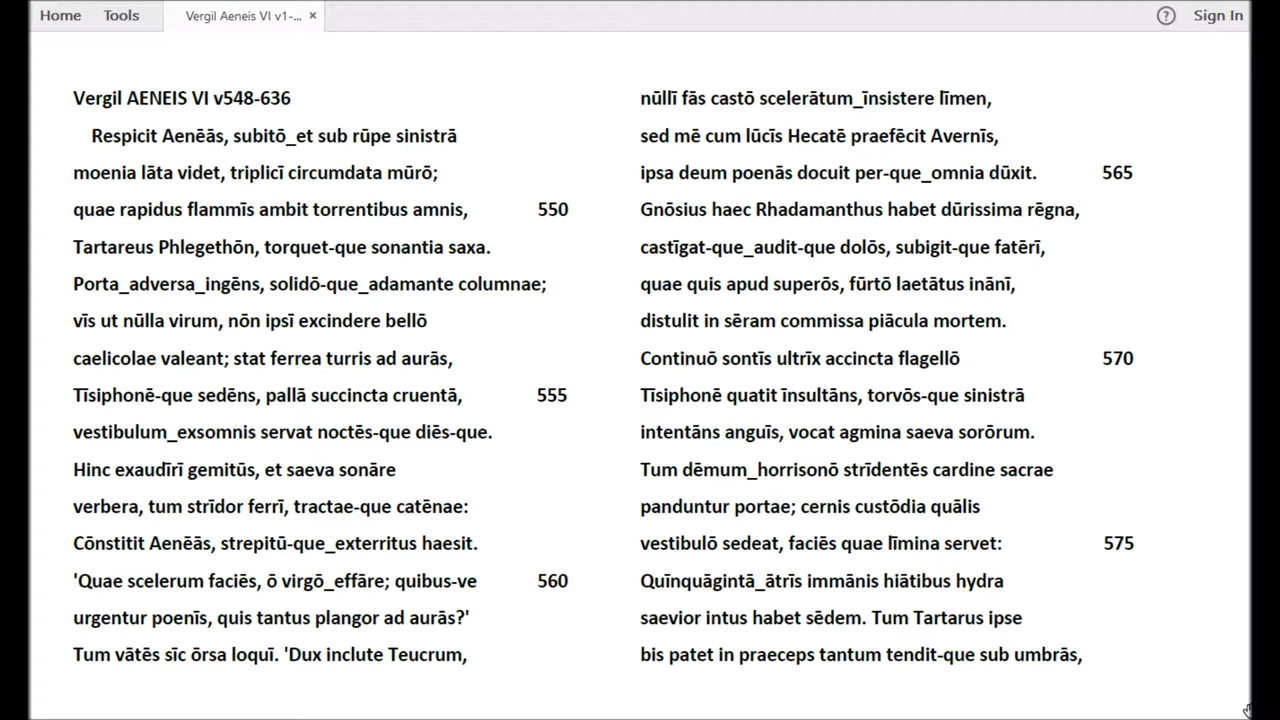 Home Tools Vergil Aeneis VI v1-... × ? Sign In
Vergil AENEIS VI v548-636
Respicit Aenēās, subitō_et sub rūpe sinistrā
moenia lāta videt, triplicī circumdata mūrō;
quae rapidus flammīs ambit torrentibus amnis, 550
Tartareus Phlegethōn, torquet-que sonantia saxa.
Porta_adversa_ingēns, solidō-que_adamante columnae;
vīs ut nūlla virum, nōn ipsī excindere bellō
caelicolae valeant; stat ferrea turris ad aurās,
Tīsiphonē-que sedēns, pallā succincta cruentā, 555
vestibulum_exsomnis servat noctēs-que diēs-que.
Hinc exaudīrī gemitūs, et saeva sonāre
verbera, tum strīdor ferrī, tractae-que catēnae:
Cōnstitit Aenēās, strepitū-que_exterritus haesit.
'Quae scelerum faciēs, ō virgō_effāre; quibus-ve 560
urgentur poenīs, quis tantus plangor ad aurās?'
Tum vātēs sīc ōrsa loquī. 'Dux inclute Teucrum,
nūllī fās castō scelerātum_īnsistere līmen,
sed mē cum lūcīs Hecatē praefēcit Avernīs,
ipsa deum poenās docuit per-que_omnia dūxit. 565
Gnōsius haec Rhadamanthus habet dūrissima rēgna,
castīgat-que_audit-que dolōs, subigit-que fatērī,
quae quis apud superōs, fūrtō laetātus inānī,
distulit in sēram commissa piācula mortem.
Continuō sontīs ultrīx accincta flagellō 570
Tīsiphonē quatit īnsultāns, torvōs-que sinistrā
intentāns anguīs, vocat agmina saeva sorōrum.
Tum dēmum_horrisonō strīdentēs cardine sacrae
panduntur portae; cernis custōdia quālis
vestibulō sedeat, faciēs quae līmina servet: 575
Quīnquāgintā_ātrīs immānis hiātibus hydra
saevior intus habet sēdem. Tum Tartarus ipse
bis patet in praeceps tantum tendit-que sub umbrās,